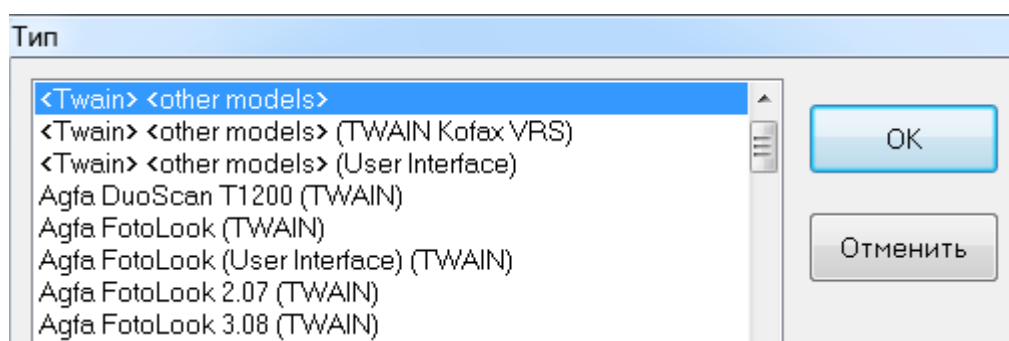 Тип
<Twain> <other models>
<Twain> <other models> (TWAIN Kofax VRS)
<Twain> <other models> (User Interface)
Agfa DuoScan T1200 (TWAIN)
Agfa FotoLook (TWAIN)
Agfa FotoLook (User Interface) (TWAIN)
Agfa FotoLook 2.07 (TWAIN)
Agfa FotoLook 3.08 (TWAIN)
OK
Отменить